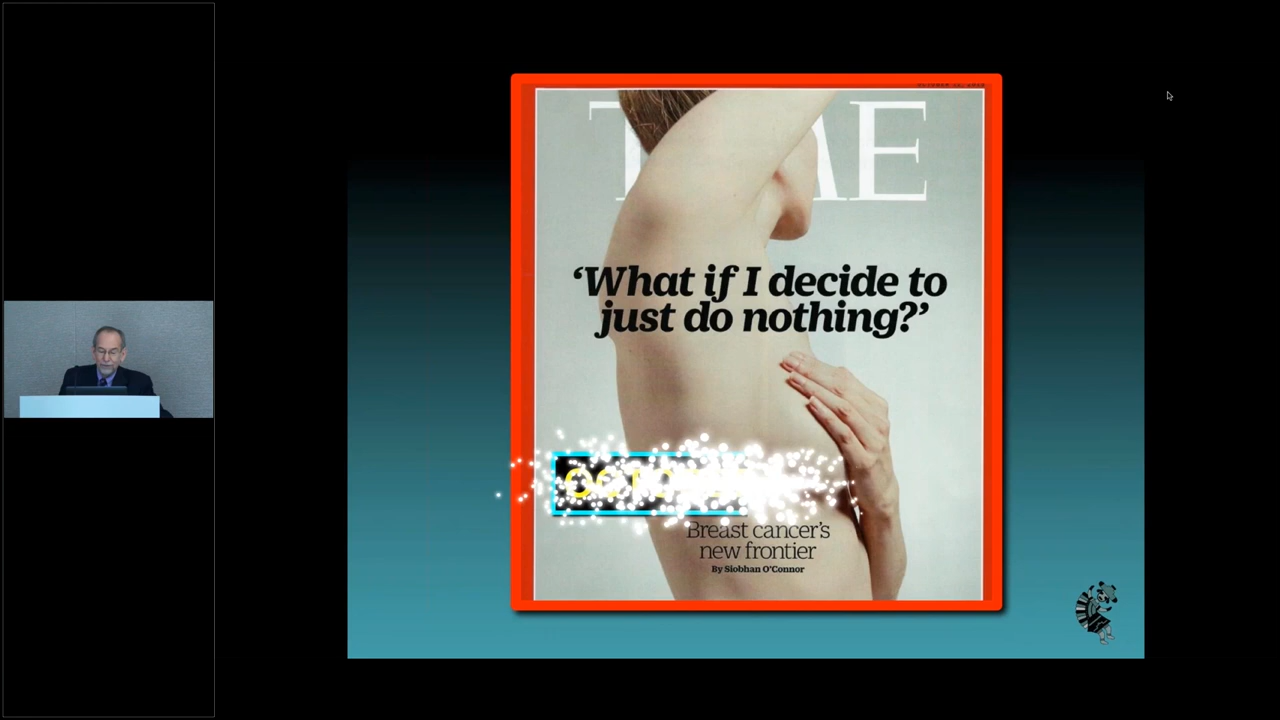 TIME
‘What if I decide to
just do nothing?’
Breast cancer’s
new frontier
By Siobhan O’Connor